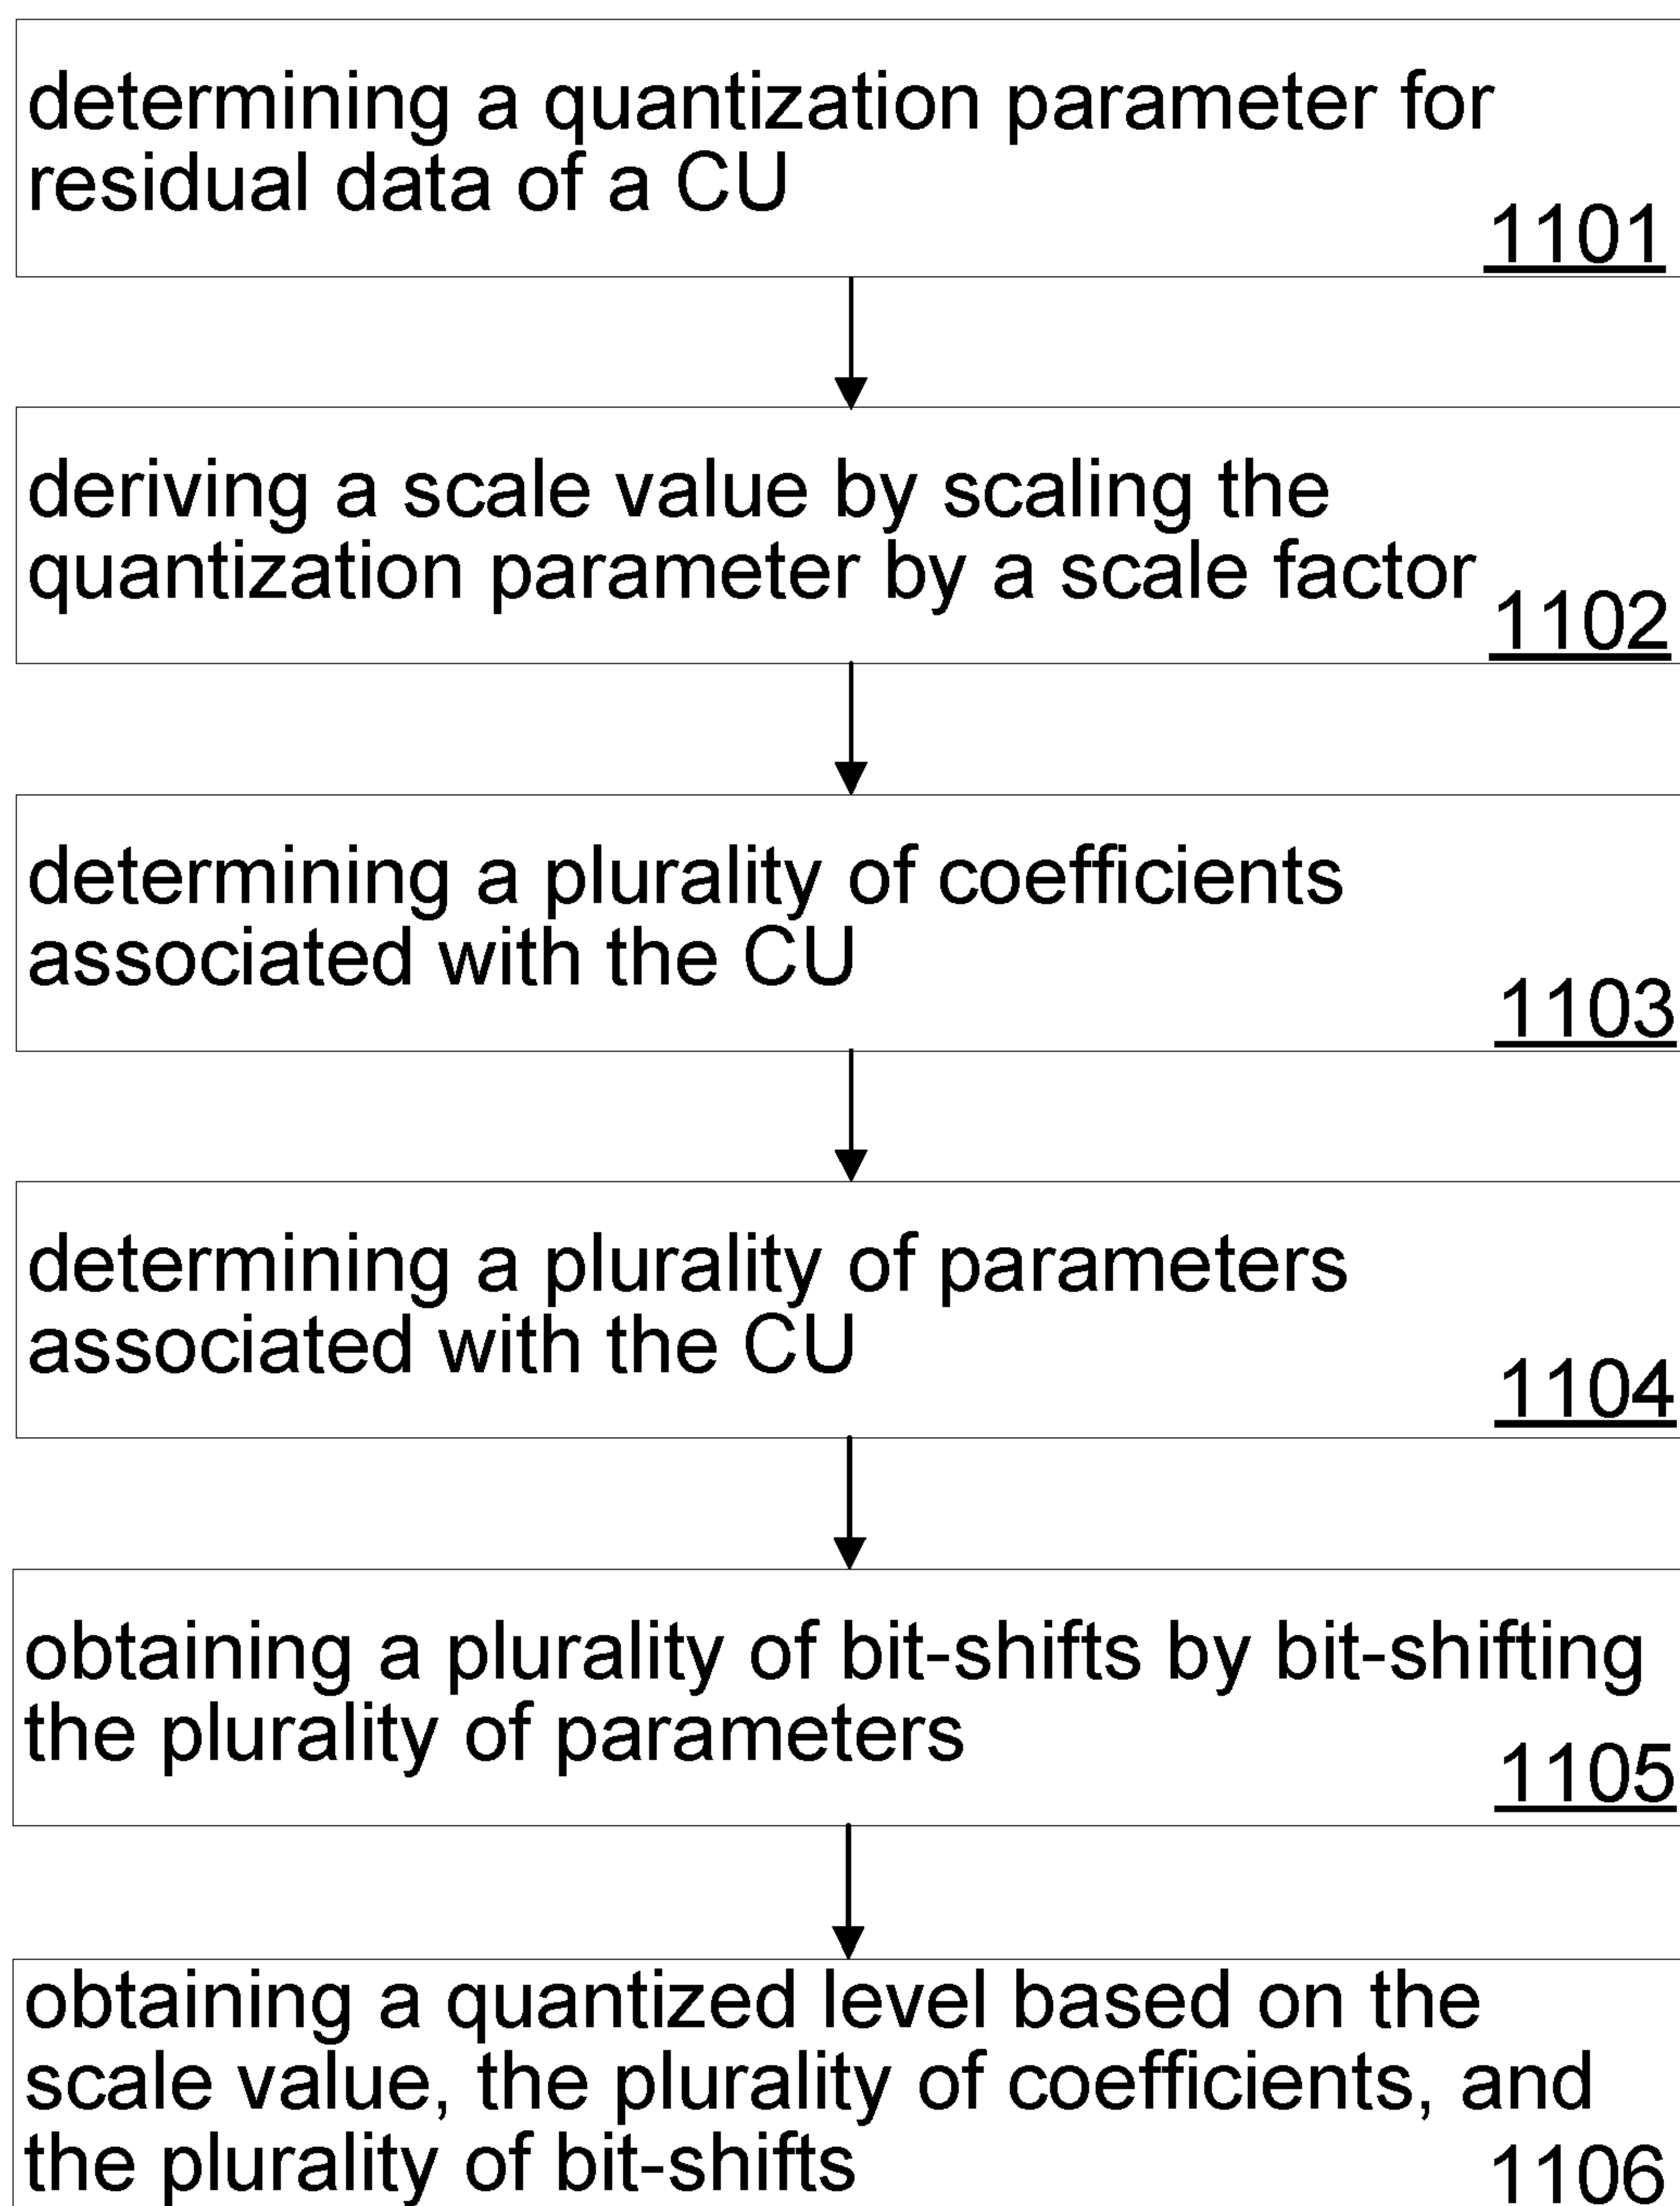 determining a quantization parameter for
residual data of a CU
1101
deriving a scale value by scaling the
quantization parameter by a scale factor
1102
determining a plurality of coefficients
associated with the CU
1103
determining a plurality of parameters
associated with the CU
1104
obtaining a plurality of bit-shifts by bit-shifting
the plurality of parameters
1105
obtaining a quantized level based on the
scale value, the plurality of coefficients, and
the plurality of bit-shifts
1106